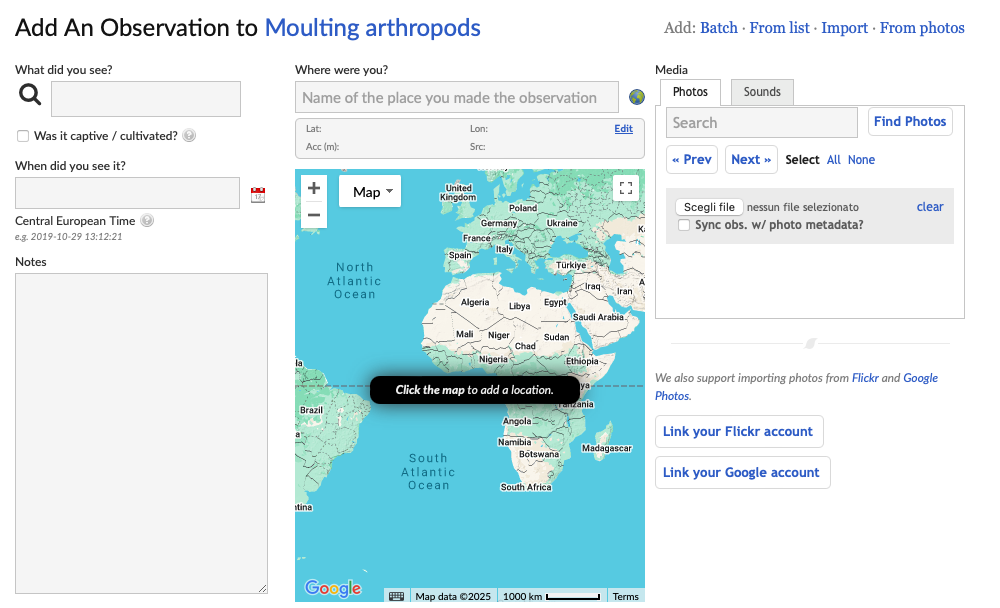 Add An Observation to Moulting arthropods
Add: Batch · From list · Import · From photos
What did you see?
Was it captive / cultivated? ?
When did you see it?
Central European Time ?
e.g. 2019-10-29 13:12:21
Notes
Where were you?
Name of the place you made the observation
Lat: Lon: Edit
Acc (m): Src:
+
−
Map
United
Kingdom
Poland
Germany
Ukraine
France
Italy
Spain
Türkiye
North
Atlantic
Ocean
Iraq
Iran
Algeria
Libya
Egypt
Saudi Arabia
Mali
Niger
Sudan
Chad
Nigeria
Ethiopia
Click the map to add a location.
Tanzania
Brazil
Angola
Namibia
Botswana
Madagascar
South
Atlantic
Ocean
South Africa
Google
Map data ©2025 1000 km Terms
Media
Photos Sounds
Search Find Photos
« Prev Next » Select All None
Scegli file nessun file selezionato clear
Sync obs. w/ photo metadata?
We also support importing photos from Flickr and Google
Photos.
Link your Flickr account
Link your Google account